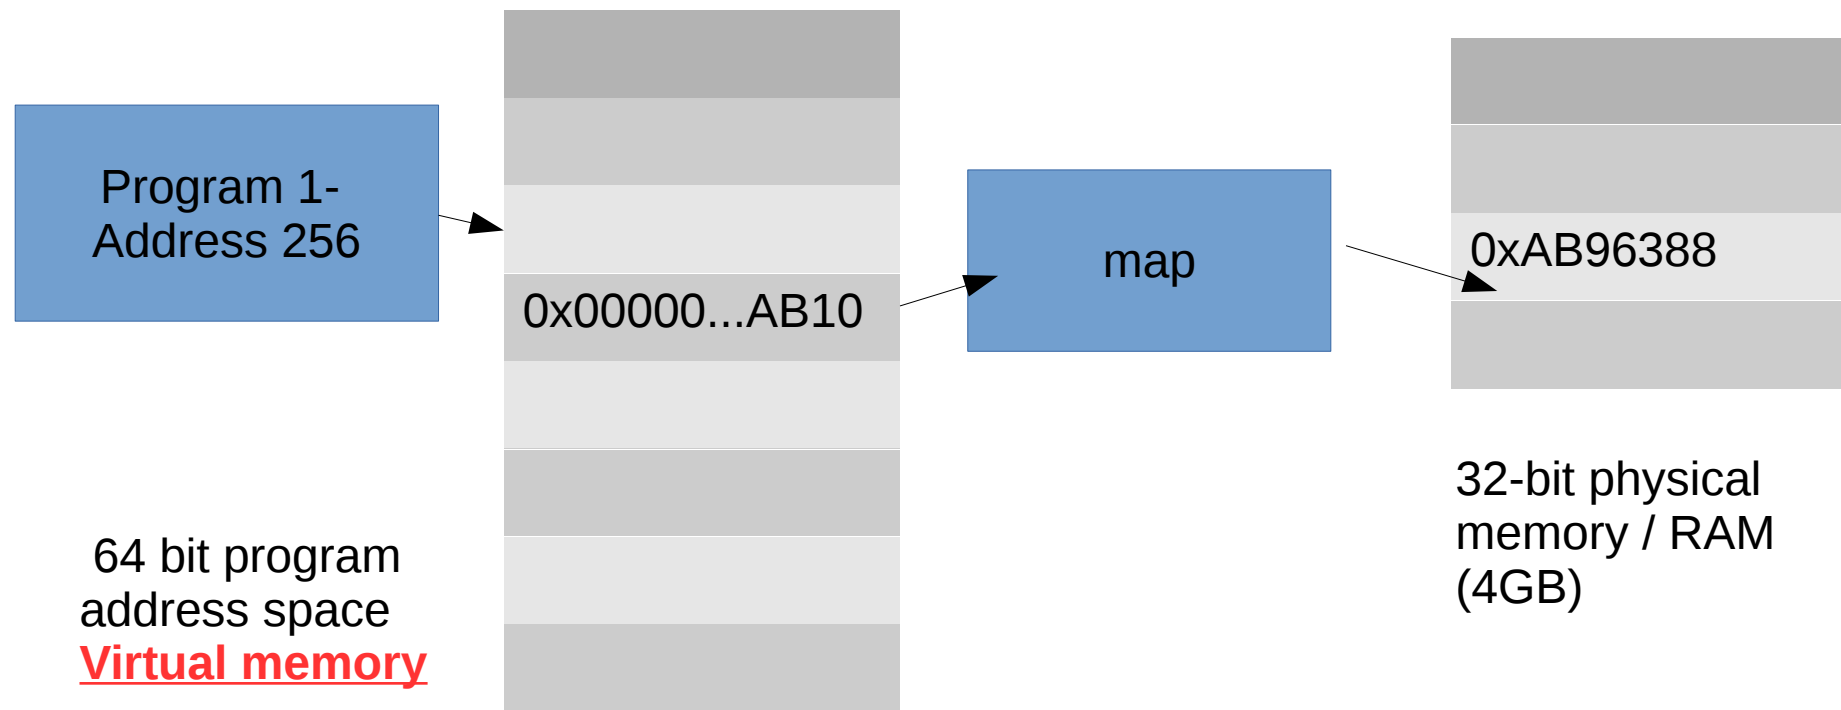 Program 1-
Address 256
0x00000...AB10
map
0xAB96388
64 bit program
address space
Virtual memory
32-bit physical
memory / RAM
(4GB)